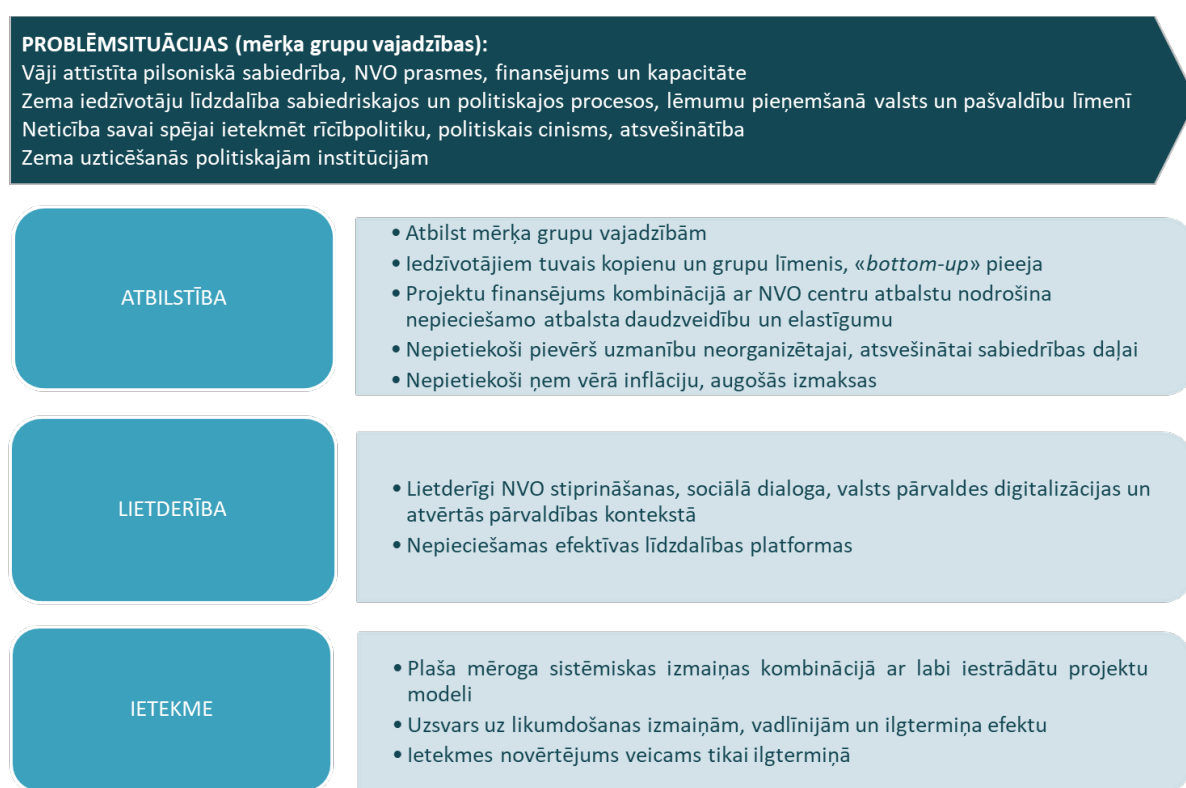 PROBLĒMSITUĀCIJAS (mērķa grupu vajadzības):
Vāji attīstīta pilsoniskā sabiedrība, NVO prasmes, finansējums un kapacitāte
Zema iedzīvotāju līdzdalība sabiedriskajos un politiskajos procesos, lēmumu pieņemšanā valsts un pašvaldību līmenī
Neticība savai spējai ietekmēt rīcībpolitiku, politiskais cinisms, atsvešinātība
Zema uzticēšanās politiskajām institūcijām
ATBILSTĪBA
• Atbilst mērķa grupu vajadzībām
• Iedzīvotājiem tuvais kopienu un grupu līmenis, «bottom-up» pieeja
• Projektu finansējums kombinācijā ar NVO centru atbalstu nodrošina
nepieciešamo atbalsta daudzveidību un elastīgumu
• Nepietiekoši pievērš uzmanību neorganizētajai, atsvešinātai sabiedrības daļai
• Nepietiekoši ņem vērā inflāciju, augošās izmaksas
LIETDERĪBA
• Lietderīgi NVO stiprināšanas, sociālā dialoga, valsts pārvaldes digitalizācijas un
atvērtās pārvaldības kontekstā
• Nepieciešamas efektīvas līdzdalības platformas
IETEKME
• Plaša mēroga sistēmiskas izmaiņas kombinācijā ar labi iestrādātu projektu
modeli
• Uzsvars uz likumdošanas izmaiņām, vadlīnijām un ilgtermiņa efektu
• Ietekmes novērtējums veicams tikai ilgtermiņā